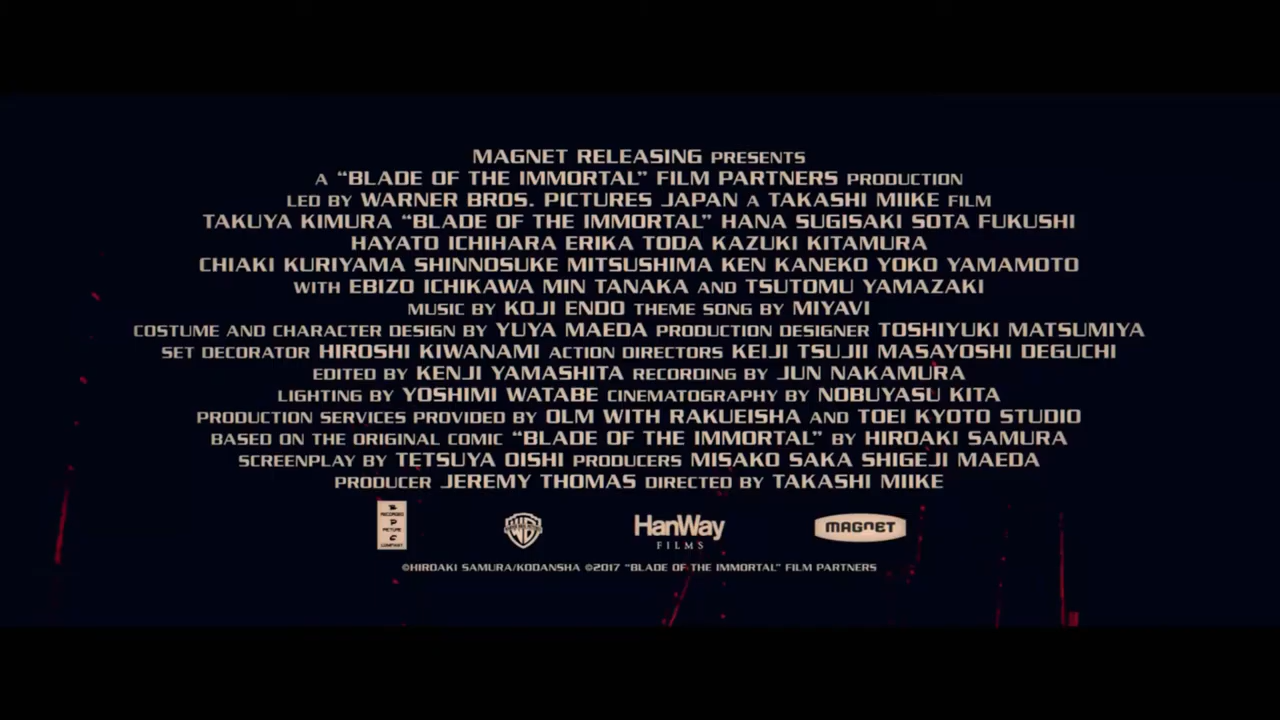 MAGNET RELEASING PRESENTS
A “BLADE OF THE IMMORTAL” FILM PARTNERS PRODUCTION
LED BY WARNER BROS. PICTURES JAPAN A TAKASHI MIIKE FILM
TAKUYA KIMURA “BLADE OF THE IMMORTAL” HANA SUGISAKI SOTA FUKUSHI
HAYATO ICHIHARA ERIKA TODA KAZUKI KITAMURA
CHIAKI KURIYAMA SHINNOSUKE MITSUSHIMA KEN KANEKO YOKO YAMAMOTO
WITH EBIZO ICHIKAWA MIN TANAKA AND TSUTOMU YAMAZAKI
MUSIC BY KOJI ENDO THEME SONG BY MIYAVI
COSTUME AND CHARACTER DESIGN BY YUYA MAEDA PRODUCTION DESIGNER TOSHIYUKI MATSUMIYA
SET DECORATOR HIROSHI KIWANAMI ACTION DIRECTORS KEIJI TSUJII MASAYOSHI DEGUCHI
EDITED BY KENJI YAMASHITA RECORDING BY JUN NAKAMURA
LIGHTING BY YOSHIMI WATABE CINEMATOGRAPHY BY NOBUYASU KITA
PRODUCTION SERVICES PROVIDED BY OLM WITH RAKUEISHA AND TOEI KYOTO STUDIO
BASED ON THE ORIGINAL COMIC “BLADE OF THE IMMORTAL” BY HIROAKI SAMURA
SCREENPLAY BY TETSUYA OISHI PRODUCERS MISAKO SAKA SHIGEJI MAEDA
PRODUCER JEREMY THOMAS DIRECTED BY TAKASHI MIIKE
RECORDED
P
PICTURE
C
COMPANY
WB
HanWay
FILMS
MAGNET
©HIROAKI SAMURA/KODANSHA ©2017 “BLADE OF THE IMMORTAL” FILM PARTNERS